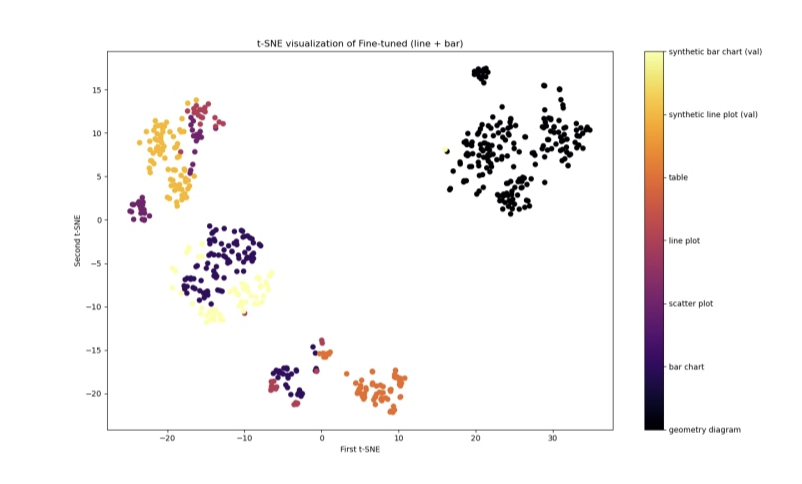 t-SNE visualization of Fine-tuned (line + bar)
15
10
5
0
−5
−10
−15
−20
Second t-SNE
−20 −10 0 10 20 30
First t-SNE
synthetic bar chart (val)
synthetic line plot (val)
table
line plot
scatter plot
bar chart
geometry diagram